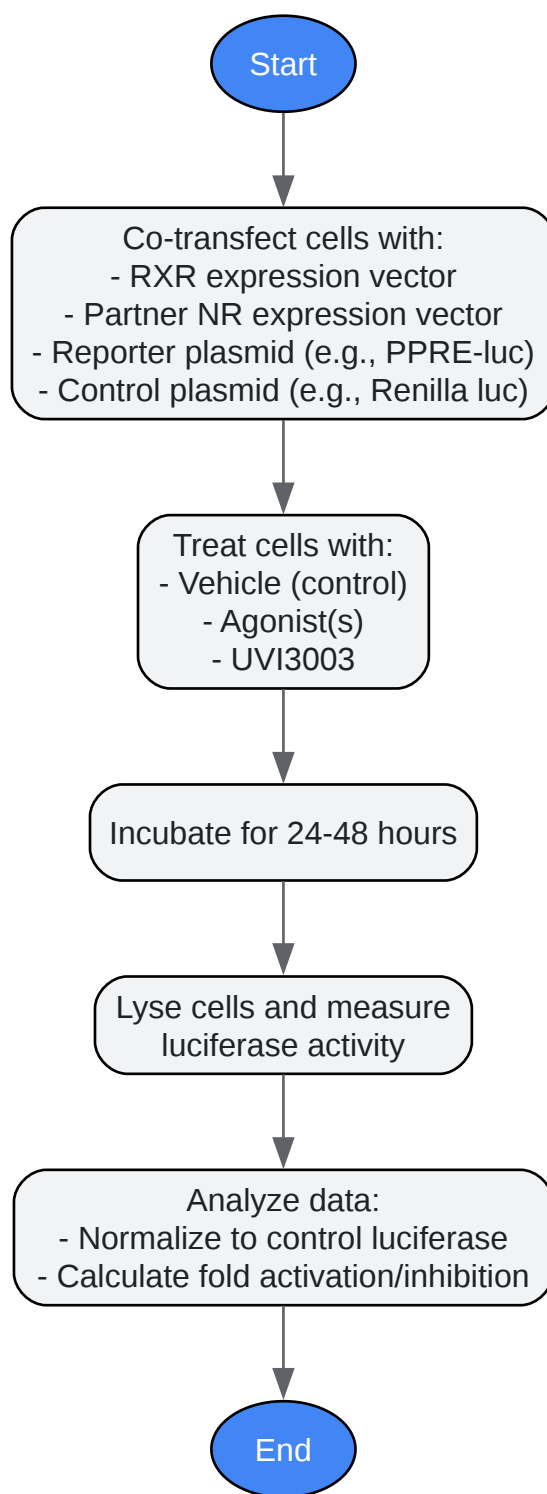 Start
Co-transfect cells with:
- RXR expression vector
- Partner NR expression vector
- Reporter plasmid (e.g., PPRE-luc)
- Control plasmid (e.g., Renilla luc)
Treat cells with:
- Vehicle (control)
- Agonist(s)
- UVI3003
Incubate for 24-48 hours
Lyse cells and measure
luciferase activity
Analyze data:
- Normalize to control luciferase
- Calculate fold activation/inhibition
End